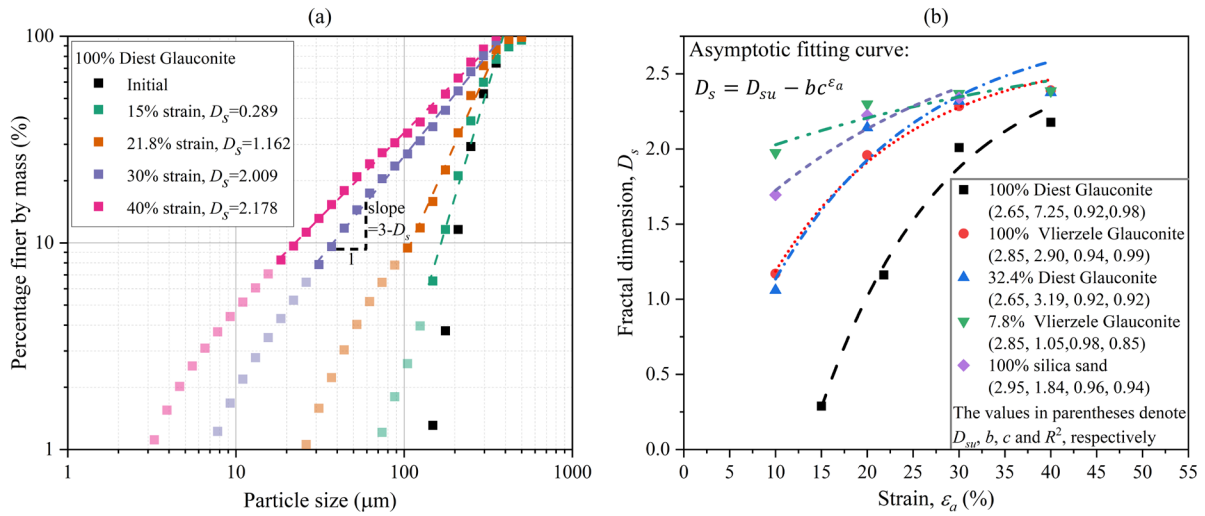 (a)
100% Diest Glauconite
Initial
15% strain, Ds=0.289
21.8% strain, Ds=1.162
30% strain, Ds=2.009
40% strain, Ds=2.178
slope
=3-Ds
1
100
10
1
Percentage finer by mass (%)
1
10
100
1000
Particle size (μm)
(b)
Asymptotic fitting curve:
Ds = Dsu − bc^εa
2.5
2.0
1.5
1.0
0.5
0.0
Fractal dimension, Ds
100% Diest Glauconite
(2.65, 7.25, 0.92,0.98)
100% Vlierzele Glauconite
(2.85, 2.90, 0.94, 0.99)
32.4% Diest Glauconite
(2.65, 3.19, 0.92, 0.92)
7.8% Vlierzele Glauconite
(2.85, 1.05,0.98, 0.85)
100% silica sand
(2.95, 1.84, 0.96, 0.94)
The values in parentheses denote
Dsu, b, c and R², respectively
0 5 10 15 20 25 30 35 40 45 50 55
Strain, εa (%)